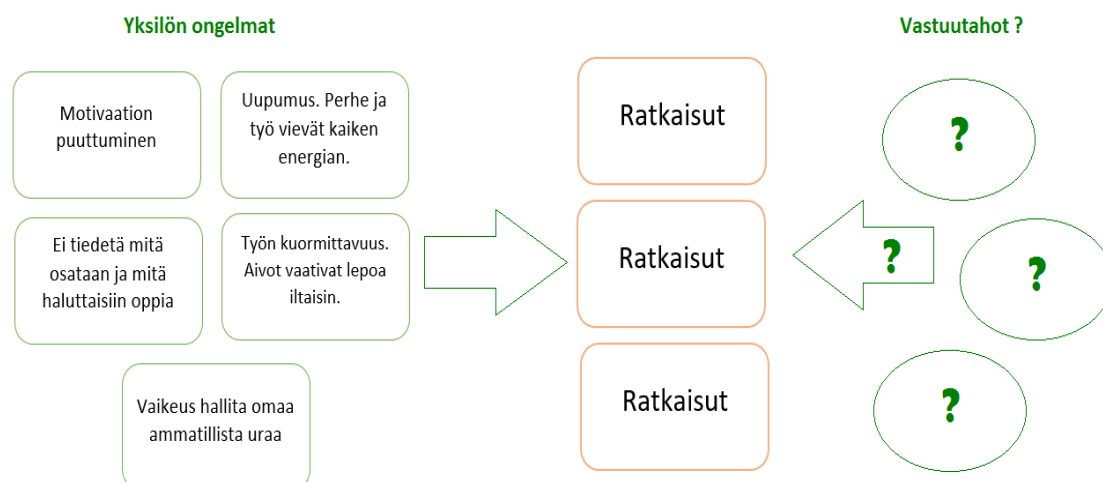 Yksilön ongelmat
Motivaation
puuttuminen
Uupumus. Perhe ja
työ vievät kaiken
energian.
Ei tiedetä mitä
osataan ja mitä
haluttaisiin oppia
Työn kuormittavuus.
Aivot vaativat lepoa
iltaisin.
Vaikeus hallita omaa
ammatillista uraa
Ratkaisut
Ratkaisut
Ratkaisut
Vastuutahot ?
?
?
?
?